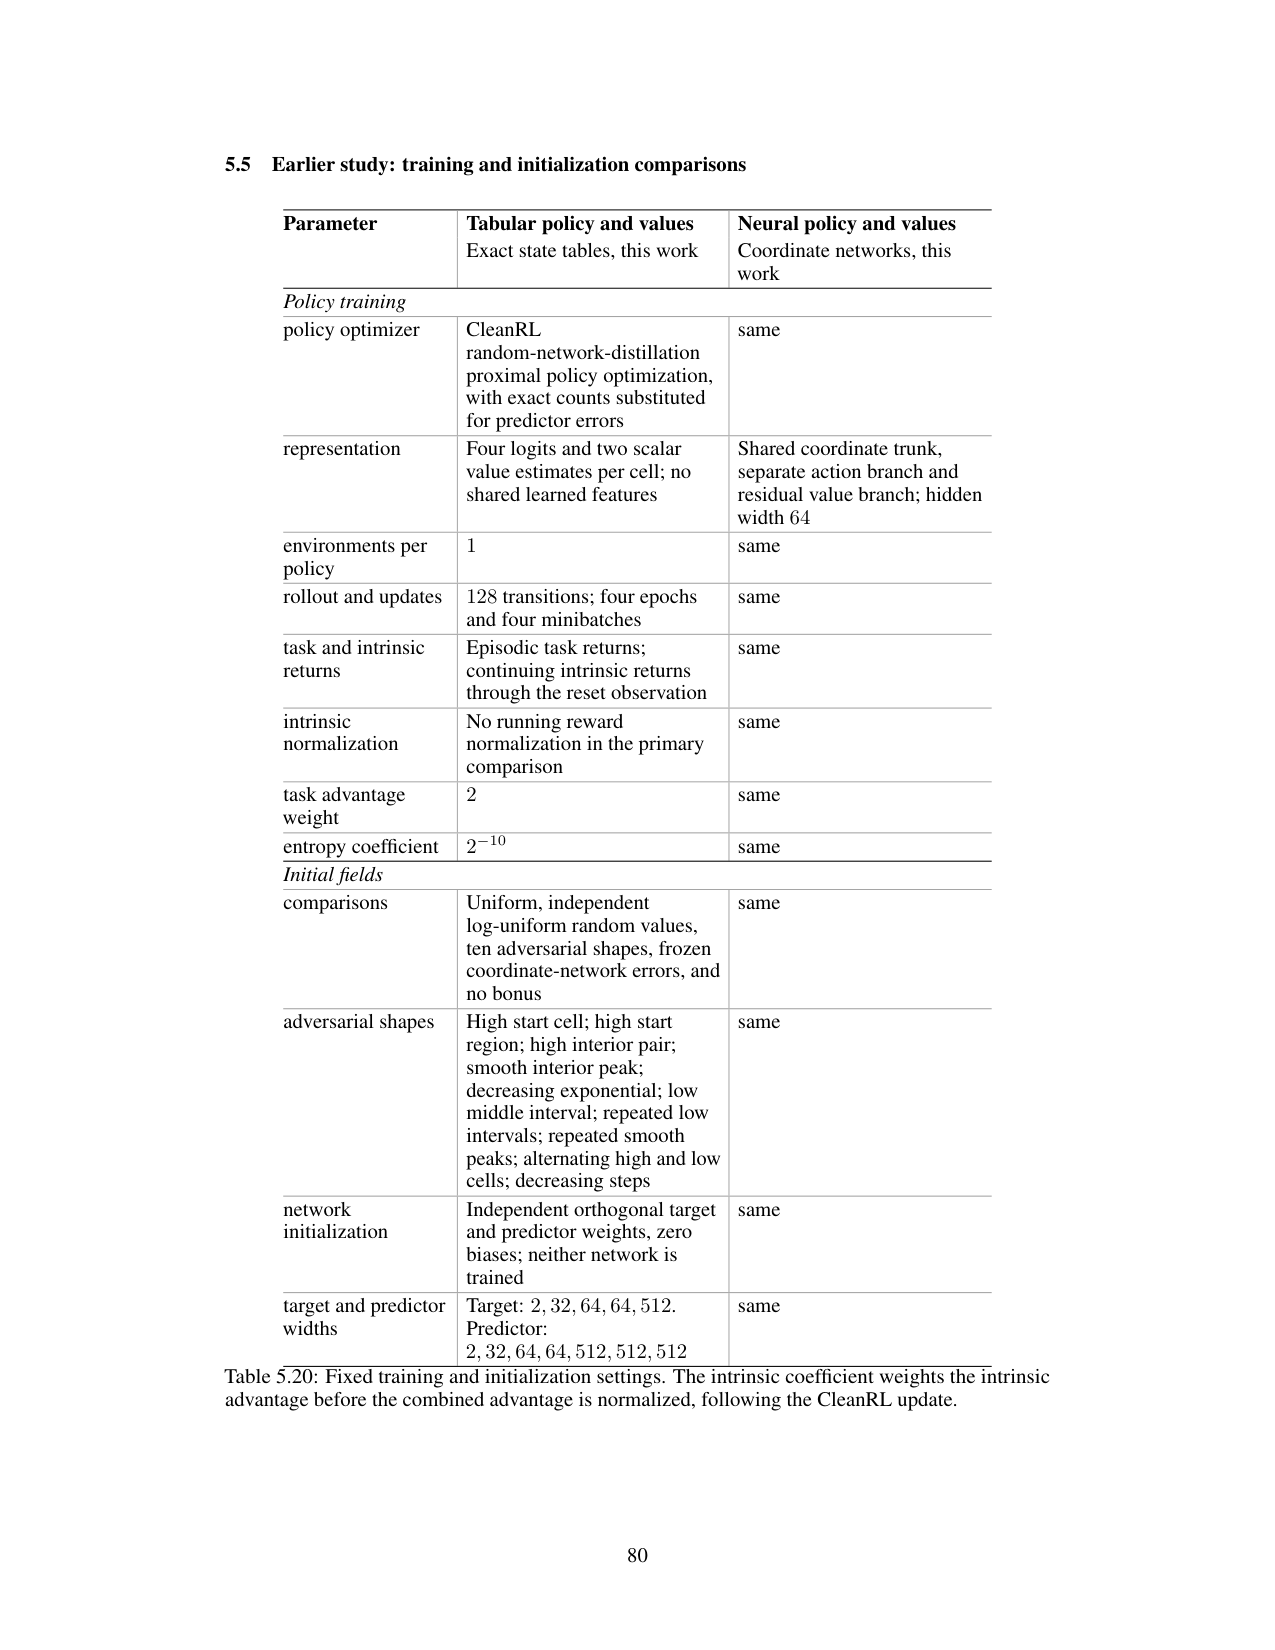 5.5 Earlier study: training and initialization comparisons
Parameter Tabular policy and values Neural policy and values
Exact state tables, this work Coordinate networks, this
work
Policy training
policy optimizer CleanRL same
random-network-distillation
proximal policy optimization,
with exact counts substituted
for predictor errors
representation Four logits and two scalar Shared coordinate trunk,
value estimates per cell; no separate action branch and
shared learned features residual value branch; hidden
width 64
environments per 1 same
policy
rollout and updates 128 transitions; four epochs same
and four minibatches
task and intrinsic Episodic task returns; same
returns continuing intrinsic returns
through the reset observation
intrinsic No running reward same
normalization normalization in the primary
comparison
task advantage 2 same
weight
entropy coefficient 2⁻¹⁰ same
Initial fields
comparisons Uniform, independent same
log-uniform random values,
ten adversarial shapes, frozen
coordinate-network errors, and
no bonus
adversarial shapes High start cell; high start same
region; high interior pair;
smooth interior peak;
decreasing exponential; low
middle interval; repeated low
intervals; repeated smooth
peaks; alternating high and low
cells; decreasing steps
network Independent orthogonal target same
initialization and predictor weights, zero
biases; neither network is
trained
target and predictor Target: 2, 32, 64, 64, 512. same
widths Predictor:
2, 32, 64, 64, 512, 512, 512
Table 5.20: Fixed training and initialization settings. The intrinsic coefficient weights the intrinsic
advantage before the combined advantage is normalized, following the CleanRL update.
80